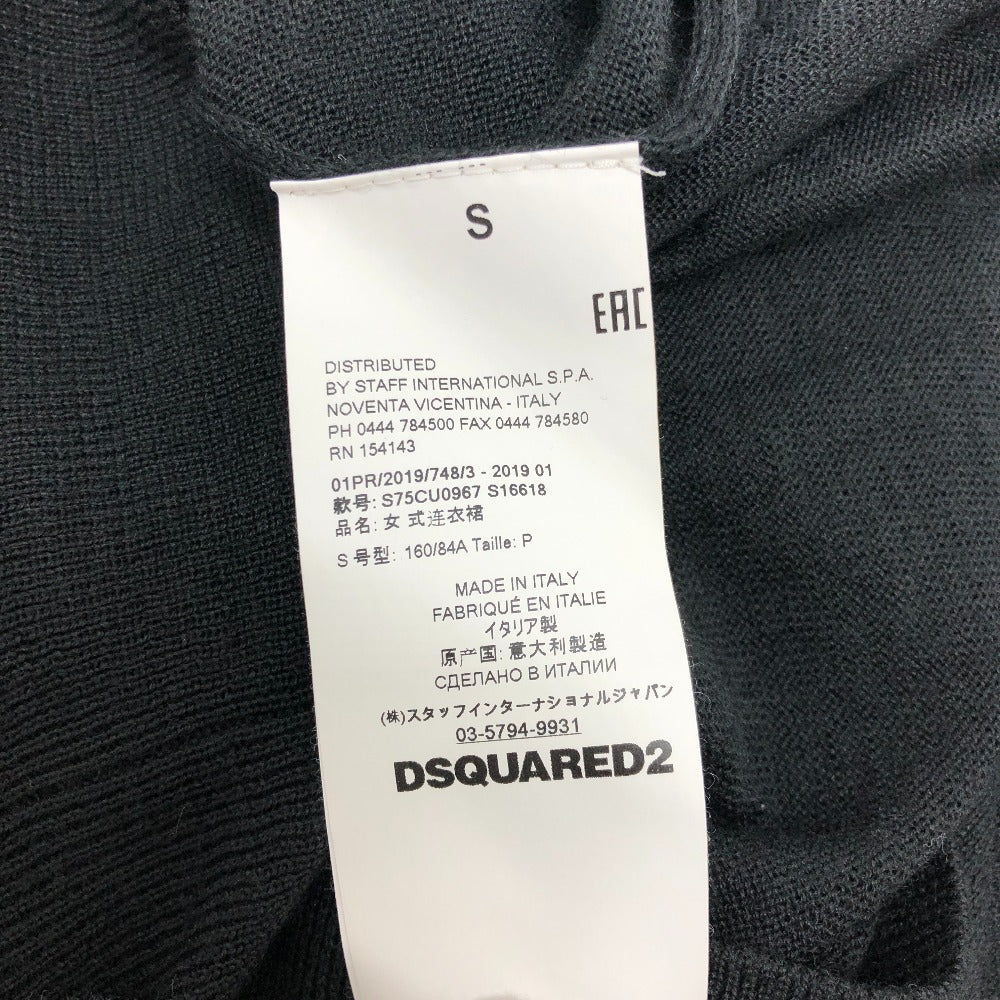 S
EAC
DISTRIBUTED
BY STAFF INTERNATIONAL S.P.A.
NOVENTA VICENTINA - ITALY
PH 0444 784500 FAX 0444 784580
RN 154143
01PR/2019/748/3 - 2019 01
款号: S75CU0967 S16618
品名: 女 式连衣裙
S 号型: 160/84A Taille: P
MADE IN ITALY
FABRIQUÉ EN ITALIE
イタリア製
原产国: 意大利製造
СДЕЛАНО В ИТАЛИИ
(株)スタッフインターナショナルジャパン
03-5794-9931
DSQUARED2